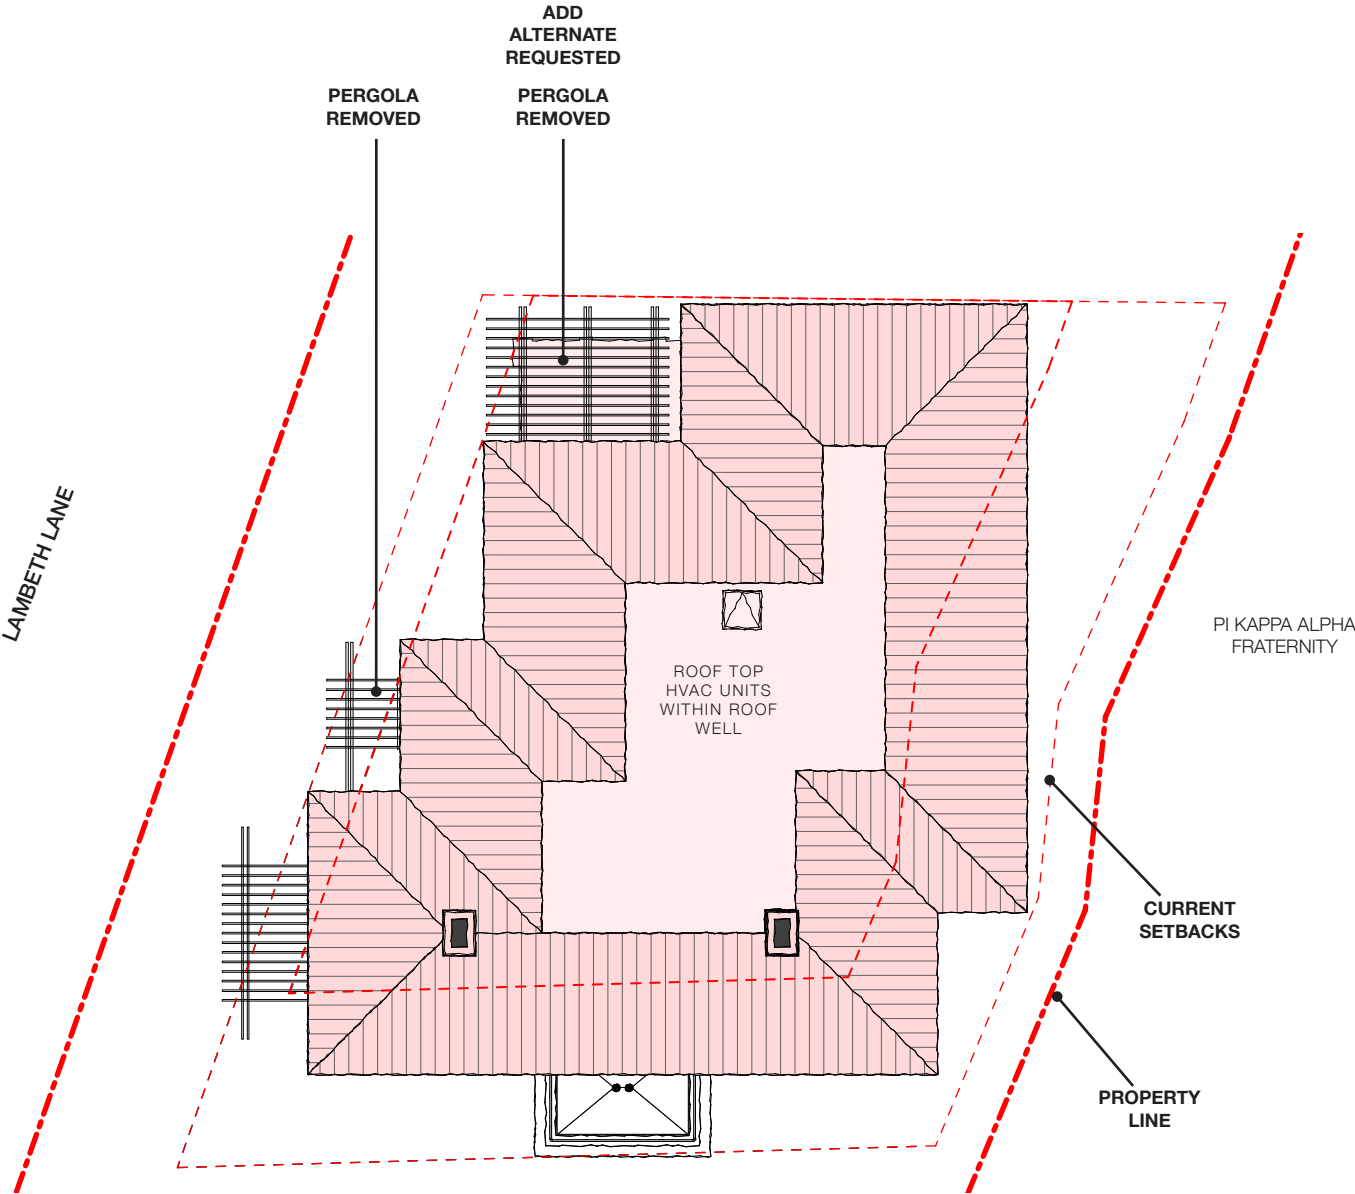 ADD
ALTERNATE
REQUESTED
PERGOLA
REMOVED
PERGOLA
REMOVED
LAMBETH LANE
PI KAPPA ALPHA
FRATERNITY
ROOF TOP
HVAC UNITS
WITHIN ROOF
WELL
CURRENT
SETBACKS
PROPERTY
LINE